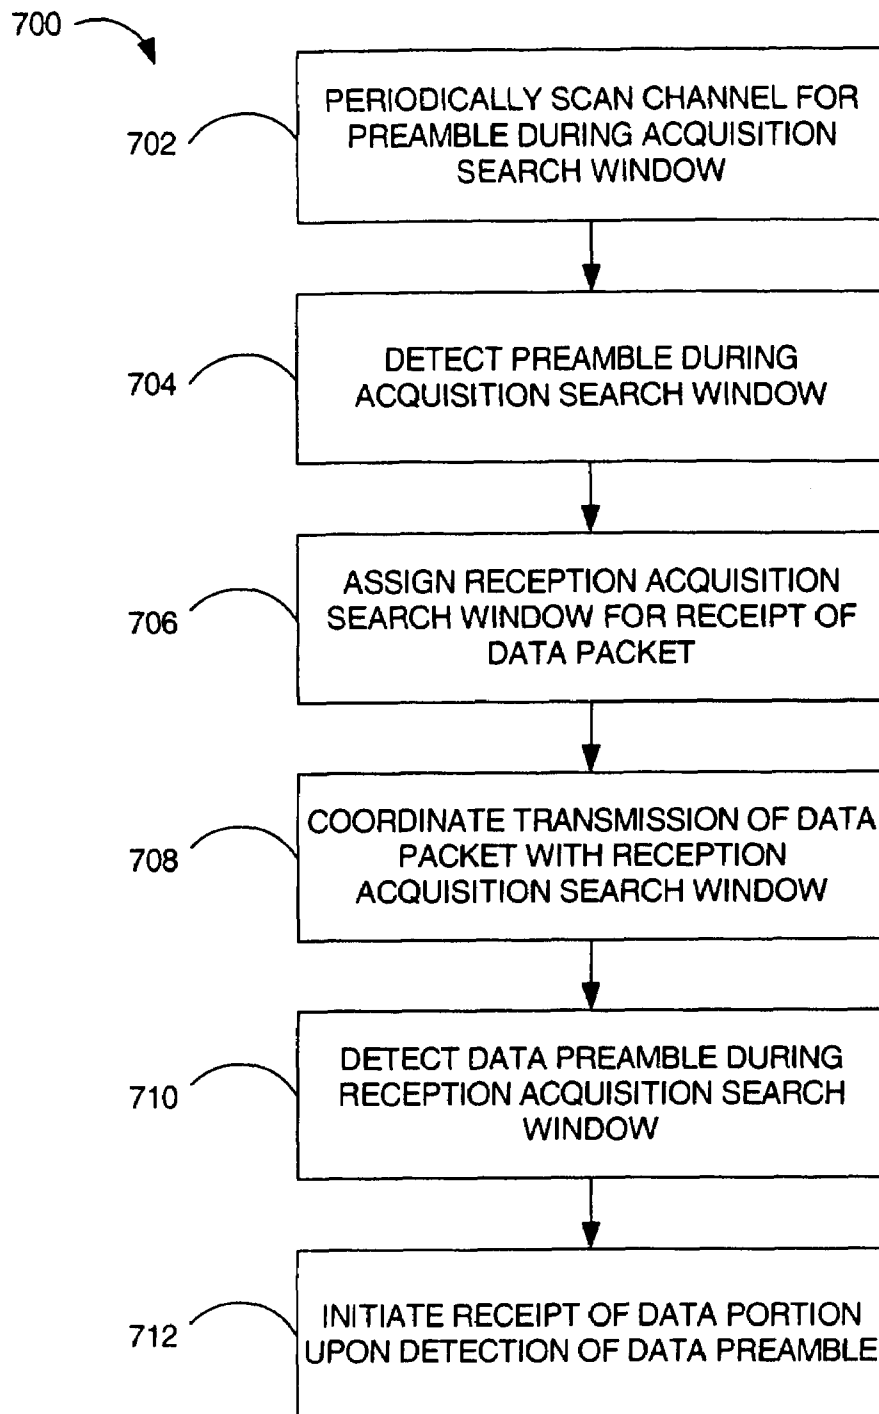 700
702
PERIODICALLY SCAN CHANNEL FOR
PREAMBLE DURING ACQUISITION
SEARCH WINDOW
704
DETECT PREAMBLE DURING
ACQUISITION SEARCH WINDOW
706
ASSIGN RECEPTION ACQUISITION
SEARCH WINDOW FOR RECEIPT OF
DATA PACKET
708
COORDINATE TRANSMISSION OF DATA
PACKET WITH RECEPTION
ACQUISITION SEARCH WINDOW
710
DETECT DATA PREAMBLE DURING
RECEPTION ACQUISITION SEARCH
WINDOW
712
INITIATE RECEIPT OF DATA PORTION
UPON DETECTION OF DATA PREAMBLE